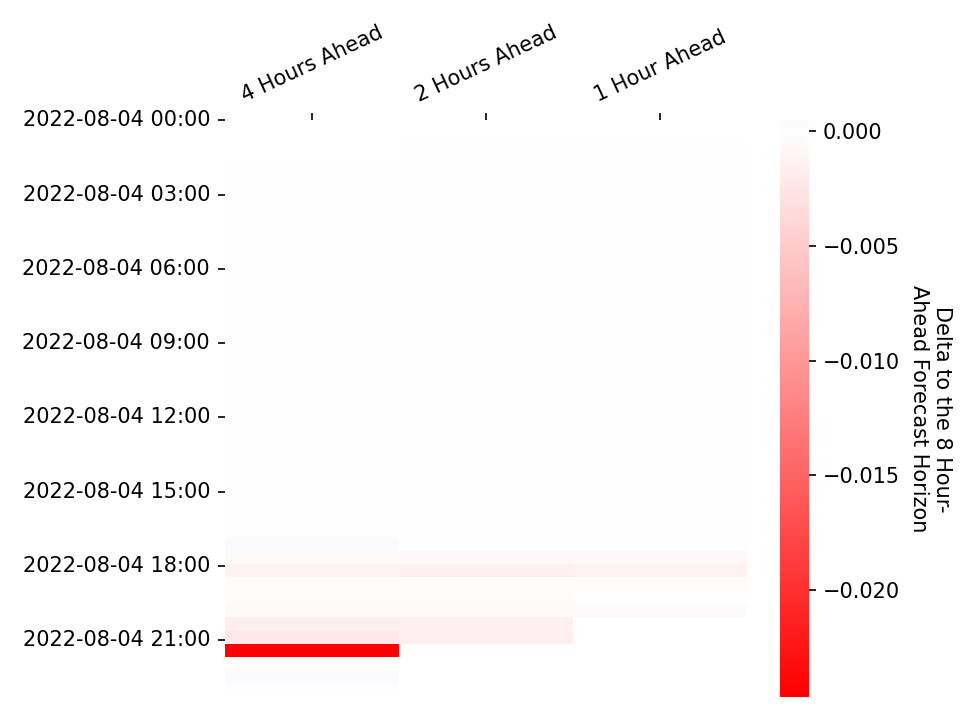 4 Hours Ahead
2 Hours Ahead
1 Hour Ahead
2022-08-04 00:00
2022-08-04 03:00
2022-08-04 06:00
2022-08-04 09:00
2022-08-04 12:00
2022-08-04 15:00
2022-08-04 18:00
2022-08-04 21:00
0.000
−0.005
−0.010
−0.015
−0.020
Delta to the 8 Hour-
Ahead Forecast Horizon